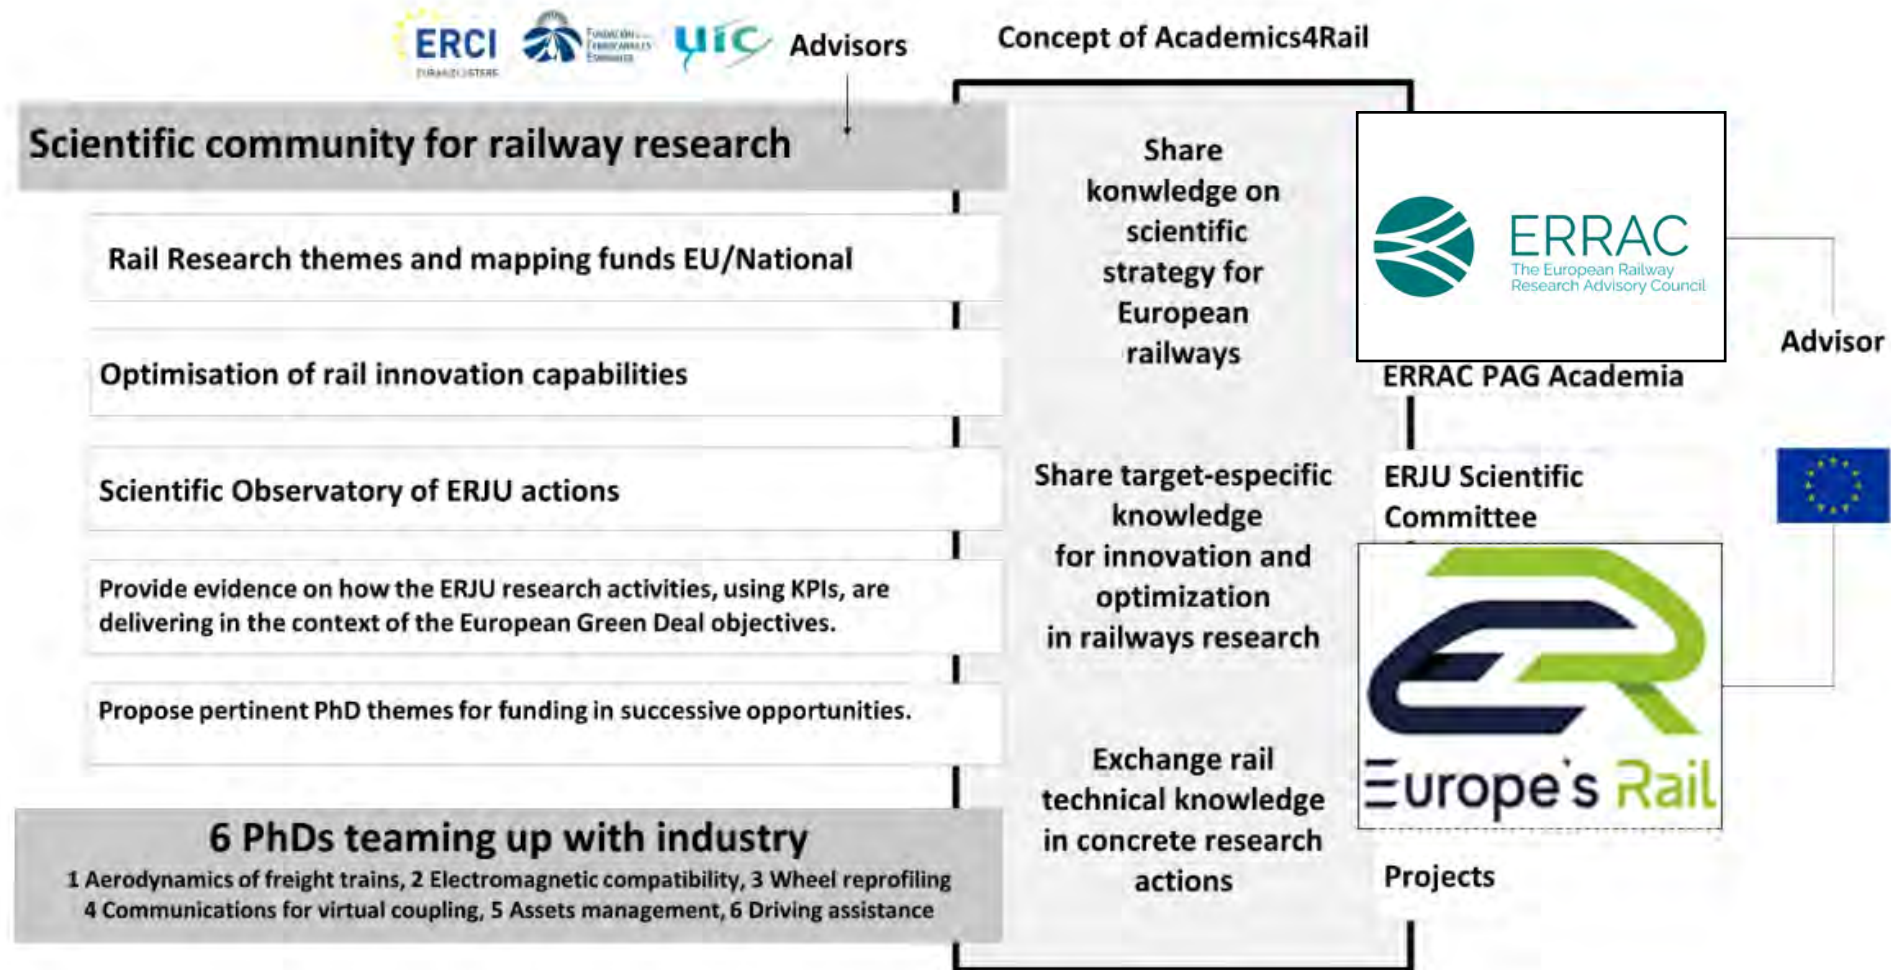 ERCI
FUNDACIÓN DE LOS
FERROCARRILES
ESPAÑOLES
UIC
Advisors
Concept of Academics4Rail
Scientific community for railway research
Rail Research themes and mapping funds EU/National
Optimisation of rail innovation capabilities
Scientific Observatory of ERJU actions
Provide evidence on how the ERJU research activities, using KPIs, are
delivering in the context of the European Green Deal objectives.
Propose pertinent PhD themes for funding in successive opportunities.
6 PhDs teaming up with industry
1 Aerodynamics of freight trains, 2 Electromagnetic compatibility, 3 Wheel reprofiling
4 Communications for virtual coupling, 5 Assets management, 6 Driving assistance
Share
konwledge on
scientific
strategy for
European
railways
Share target-especific
knowledge
for innovation and
optimization
in railways research
Exchange rail
technical knowledge
in concrete research
actions
ERRAC
The European Railway
Research Advisory Council
ERRAC PAG Academia
Advisor
ERJU Scientific
Committee
ER
Europe's Rail
Projects